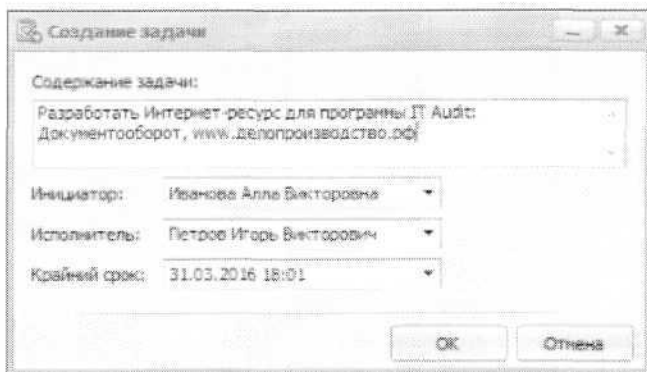 Создание задачи
Содержание задачи:
Разработать Интернет-ресурс для программы IT Audit:
Документооборот, www.делопроизводство.рф
Инициатор: Иванова Алла Викторовна
Исполнитель: Петров Игорь Викторович
Крайний срок: 31.03.2016 18:01
OK Отмена